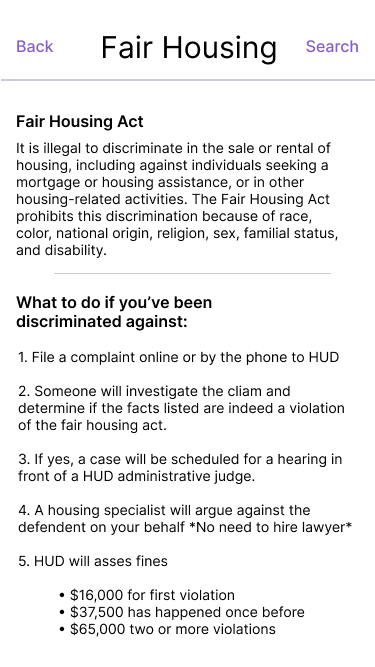 Back Fair Housing Search
Fair Housing Act
It is illegal to discriminate in the sale or rental of
housing, including against individuals seeking a
mortgage or housing assistance, or in other
housing-related activities. The Fair Housing Act
prohibits this discrimination because of race,
color, national origin, religion, sex, familial status,
and disability.
What to do if you’ve been
discriminated against:
1. File a complaint online or by the phone to HUD
2. Someone will investigate the cliam and
determine if the facts listed are indeed a violation
of the fair housing act.
3. If yes, a case will be scheduled for a hearing in
front of a HUD administrative judge.
4. A housing specialist will argue against the
defendent on your behalf *No need to hire lawyer*
5. HUD will asses fines
• $16,000 for first violation
• $37,500 has happened once before
• $65,000 two or more violations